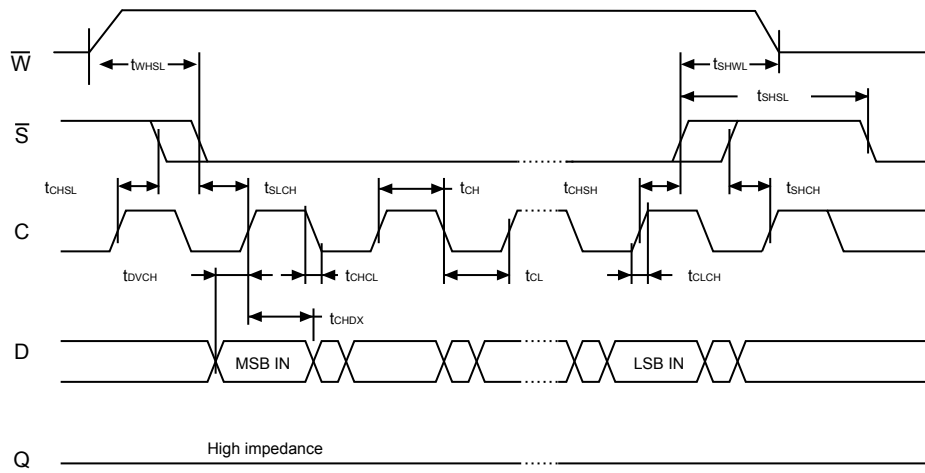 W
tWHSL
tSHWL
tSHSL
S
tCHSL
tSLCH
tCH
tCHSH
tSHCH
C
tDVCH
tCHCL
tCL
tCLCH
tCHDX
D
MSB IN
LSB IN
High impedance
Q